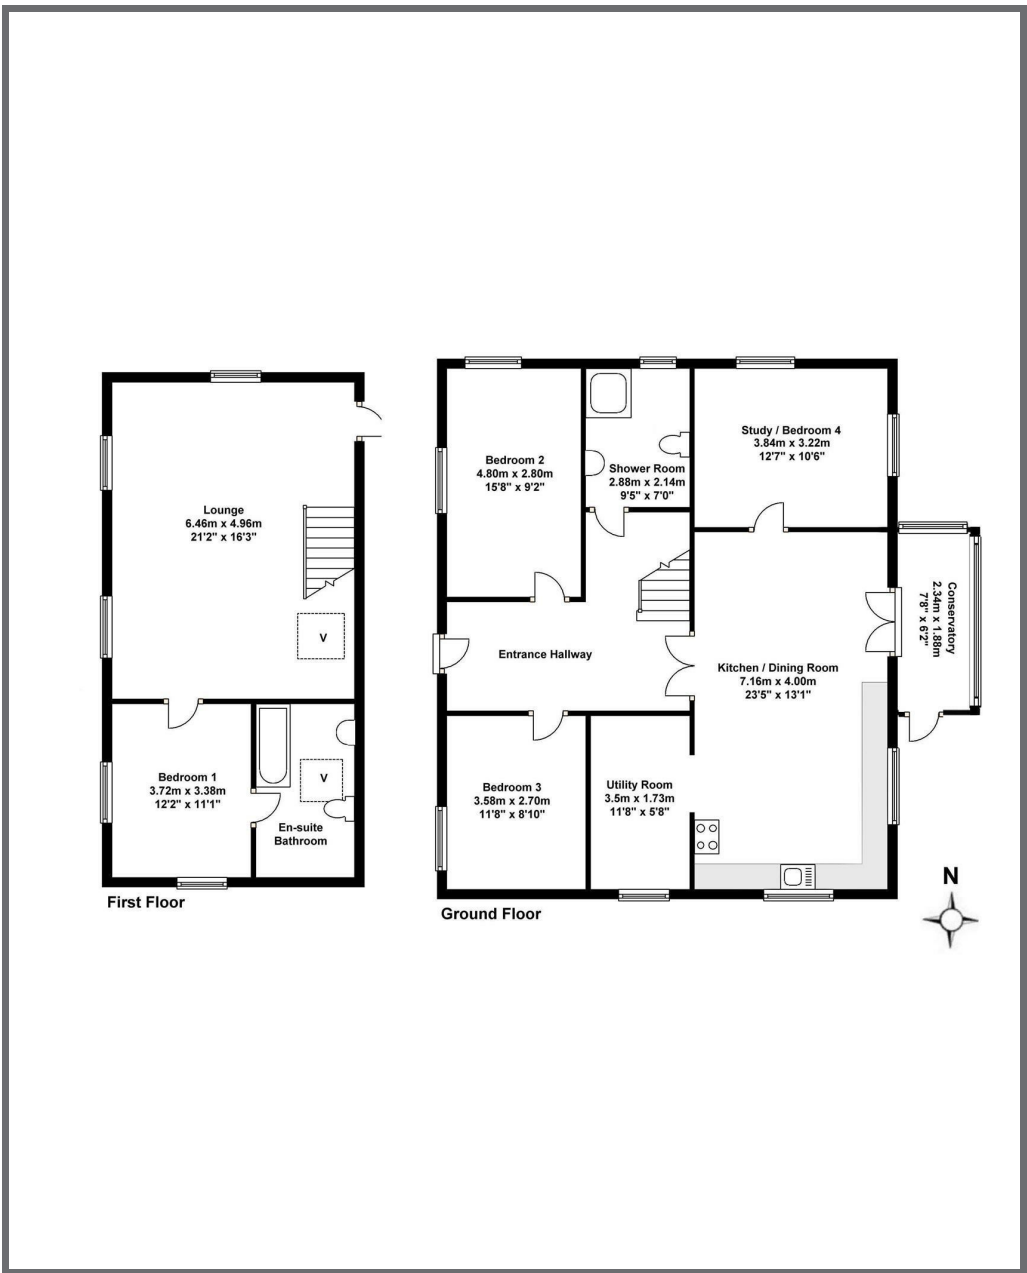 Lounge
6.46m x 4.96m
21'2" x 16'3"
V
Bedroom 1
3.72m x 3.38m
12'2" x 11'1"
V
En-suite
Bathroom
First Floor
Bedroom 2
4.80m x 2.80m
15'8" x 9'2"
Shower Room
2.88m x 2.14m
9'5" x 7'0"
Study / Bedroom 4
3.84m x 3.22m
12'7" x 10'6"
Entrance Hallway
Kitchen / Dining Room
7.16m x 4.00m
23'5" x 13'1"
Conservatory
2.34m x 1.88m
7'8" x 6'2"
Bedroom 3
3.58m x 2.70m
11'8" x 8'10"
Utility Room
3.5m x 1.73m
11'8" x 5'8"
Ground Floor
N